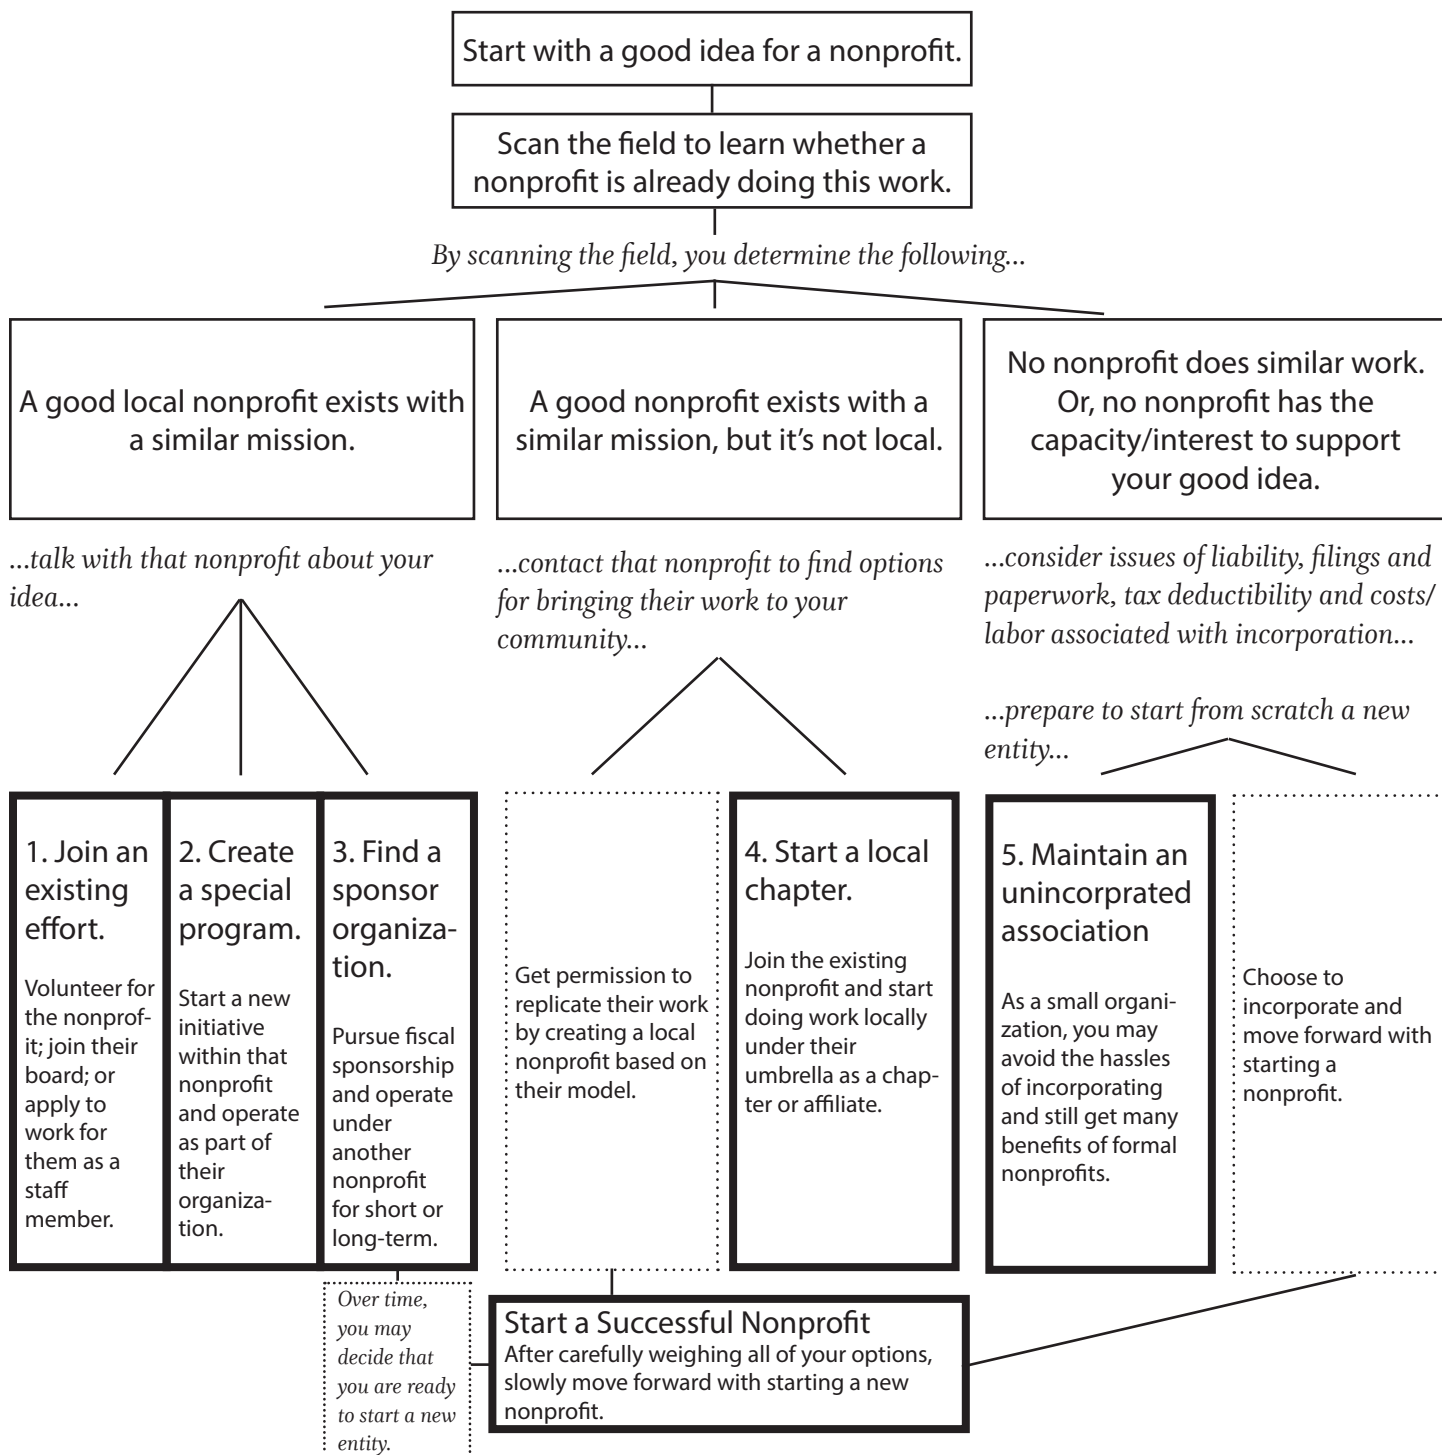 Start with a good idea for a nonprofit.
Scan the field to learn whether a
nonprofit is already doing this work.
By scanning the field, you determine the following...
A good local nonprofit exists with
a similar mission.
A good nonprofit exists with a
similar mission, but it's not local.
No nonprofit does similar work.
Or, no nonprofit has the
capacity/interest to support
your good idea.
...talk with that nonprofit about your
idea...
...contact that nonprofit to find options
for bringing their work to your
community...
...consider issues of liability, filings and
paperwork, tax deductibility and costs/
labor associated with incorporation...
...prepare to start from scratch a new
entity...
1. Join an
existing
effort.
Volunteer for
the nonprof-
it; join their
board; or
apply to
work for
them as a
staff
member.
2. Create
a special
program.
Start a new
initiative
within that
nonprofit
and operate
as part of
their
organiza-
tion.
3. Find a
sponsor
organiza-
tion.
Pursue fiscal
sponsorship
and operate
under
another
nonprofit
for short or
long-term.
Get permission to
replicate their work
by creating a local
nonprofit based on
their model.
4. Start a local
chapter.
Join the existing
nonprofit and start
doing work locally
under their
umbrella as a chap-
ter or affiliate.
5. Maintain an
unincorprated
association
As a small organi-
zation, you may
avoid the hassles
of incorporating
and still get many
benefits of formal
nonprofits.
Choose to
incorporate and
move forward with
starting a
nonprofit.
Over time,
you may
decide that
you are ready
to start a new
entity.
Start a Successful Nonprofit
After carefully weighing all of your options,
slowly move forward with starting a new
nonprofit.